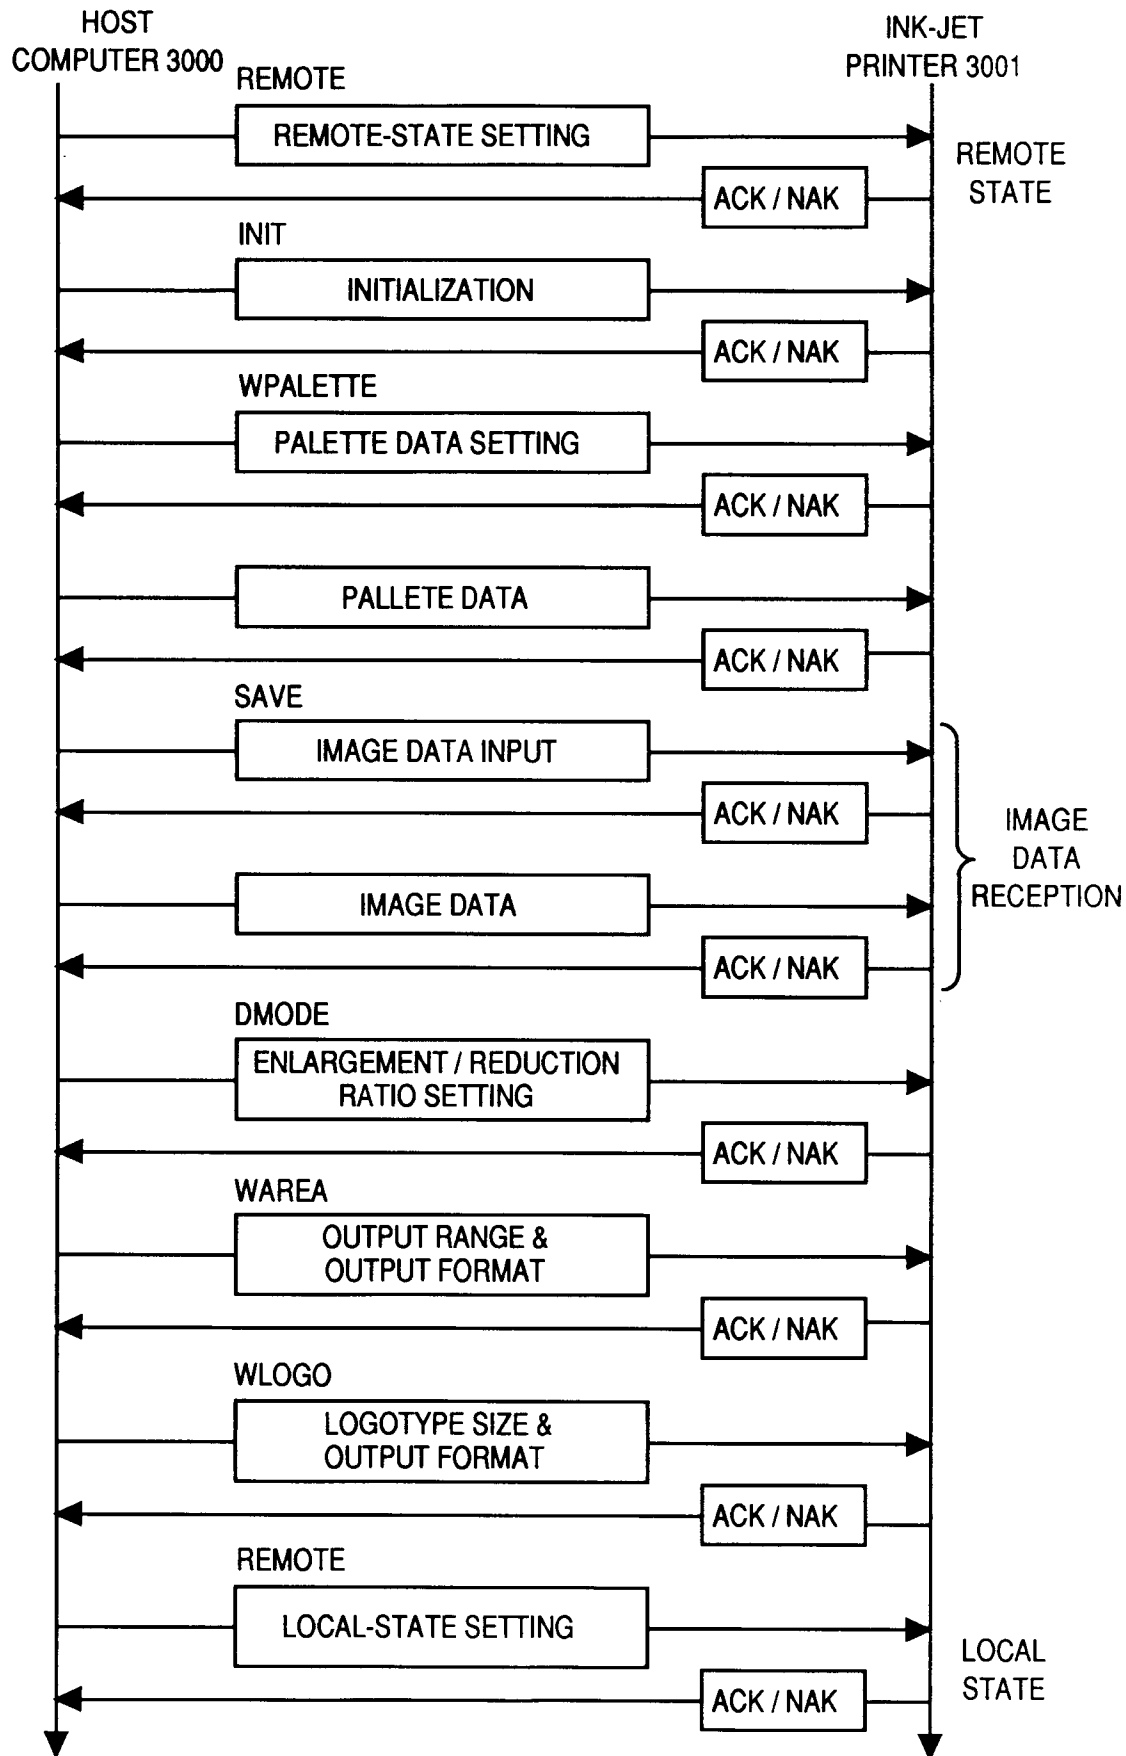 HOST
COMPUTER 3000
INK-JET
PRINTER 3001
REMOTE
REMOTE-STATE SETTING
REMOTE
STATE
ACK / NAK
INIT
INITIALIZATION
ACK / NAK
WPALETTE
PALETTE DATA SETTING
ACK / NAK
PALLETE DATA
ACK / NAK
SAVE
IMAGE DATA INPUT
ACK / NAK
IMAGE
DATA
RECEPTION
IMAGE DATA
ACK / NAK
DMODE
ENLARGEMENT / REDUCTION
RATIO SETTING
ACK / NAK
WAREA
OUTPUT RANGE &
OUTPUT FORMAT
ACK / NAK
WLOGO
LOGOTYPE SIZE &
OUTPUT FORMAT
ACK / NAK
REMOTE
LOCAL-STATE SETTING
LOCAL
STATE
ACK / NAK